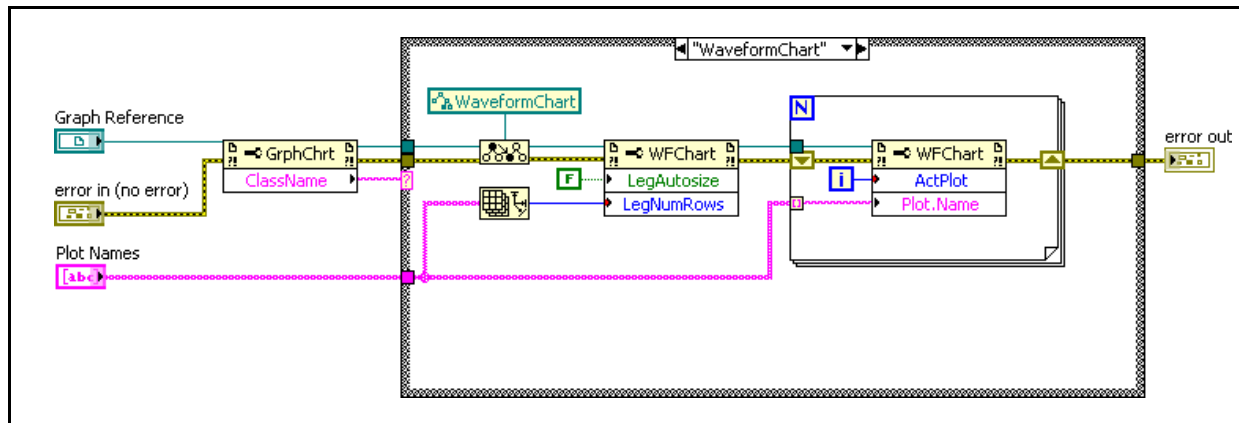 "WaveformChart"
WaveformChart
Graph Reference
GrphChrt
ClassName
?
error in (no error)
Plot Names
[abc]
F
WFChart
LegAutosize
LegNumRows
N
i
WFChart
ActPlot
Plot.Name
error out